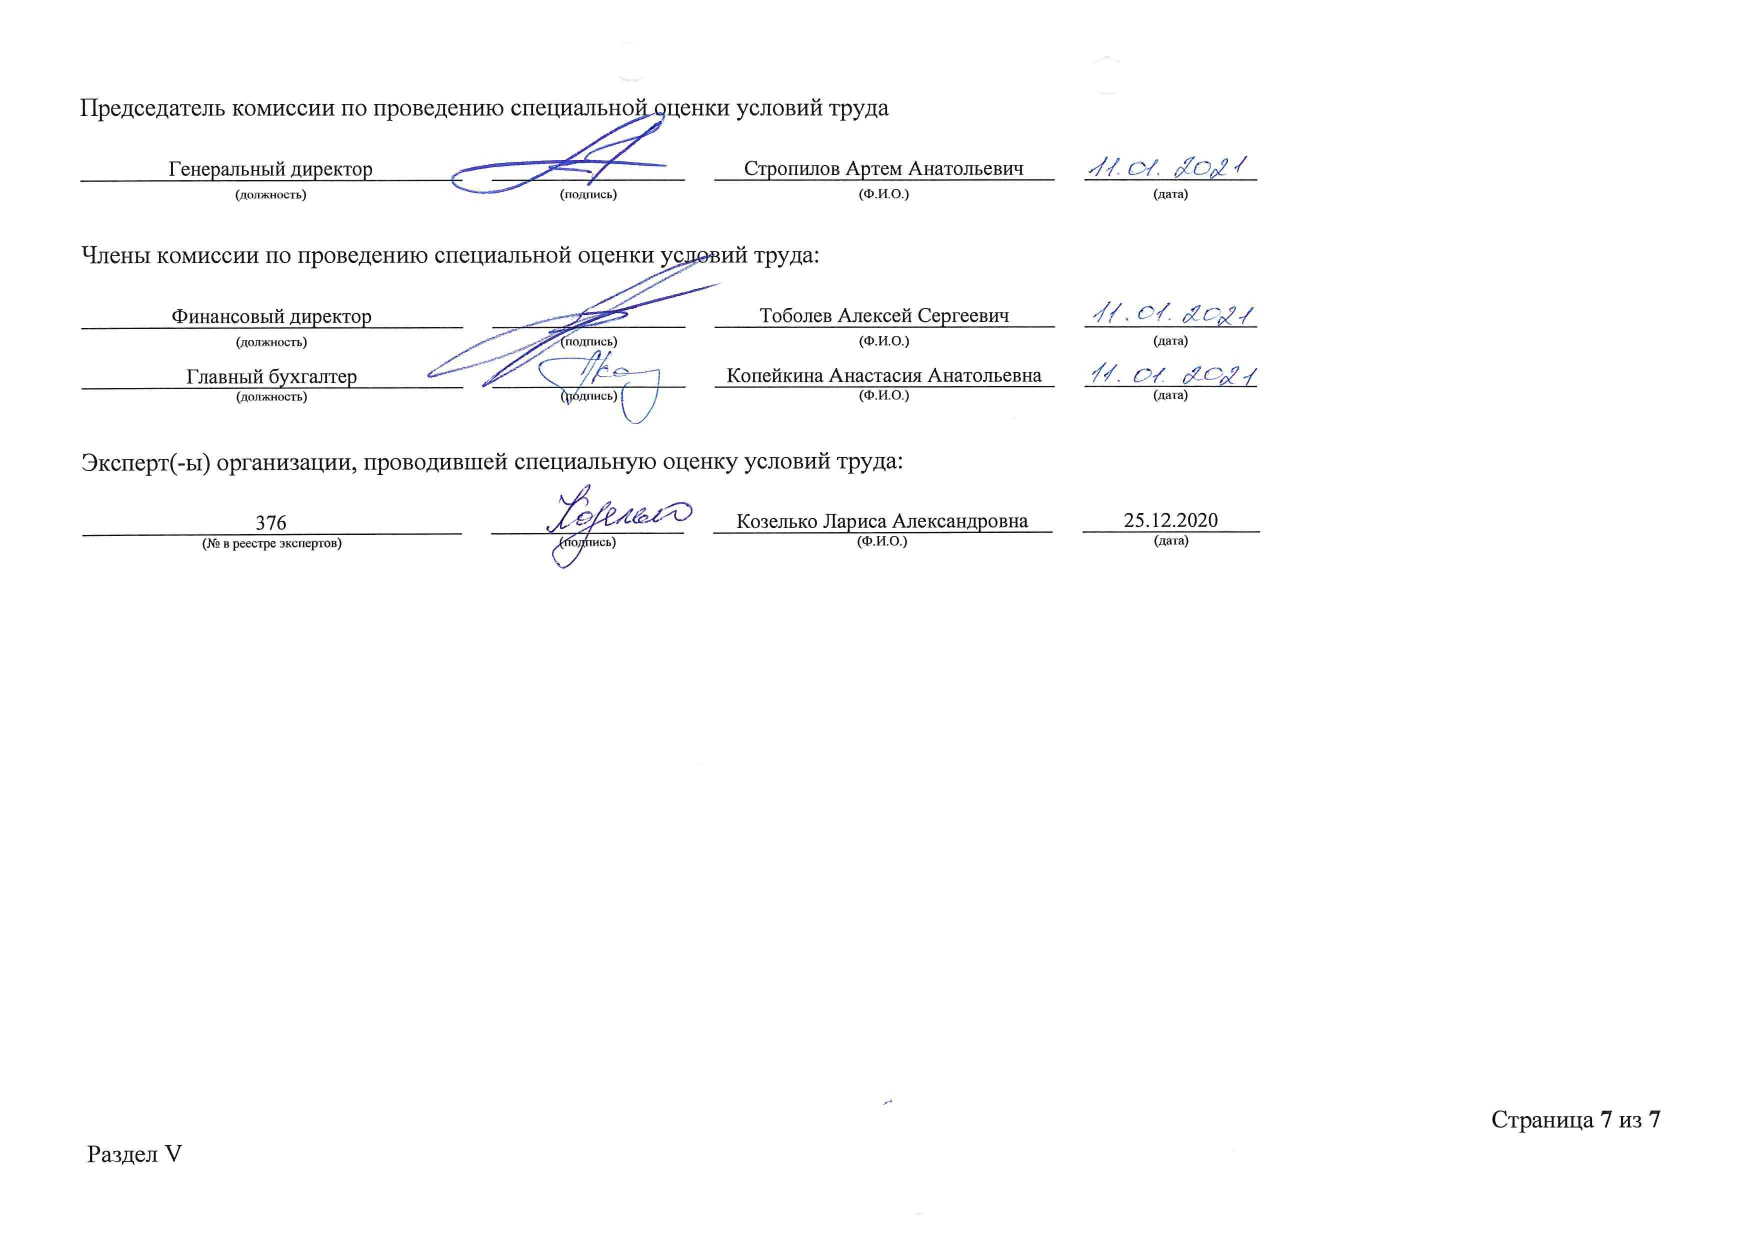 Председатель комиссии по проведению специальной оценки условий труда
Генеральный директор Стропилов Артем Анатольевич 11.01.2021
(должность) (подпись) (Ф.И.О.) (дата)
Члены комиссии по проведению специальной оценки условий труда:
Финансовый директор Тоболев Алексей Сергеевич 11.01.2021
(должность) (подпись) (Ф.И.О.) (дата)
Главный бухгалтер Копейкина Анастасия Анатольевна 11.01.2021
(должность) (подпись) (Ф.И.О.) (дата)
Эксперт(-ы) организации, проводившей специальную оценку условий труда:
376 Козелько Козелько Лариса Александровна 25.12.2020
(№ в реестре экспертов) (подпись) (Ф.И.О.) (дата)
Страница 7 из 7
Раздел V